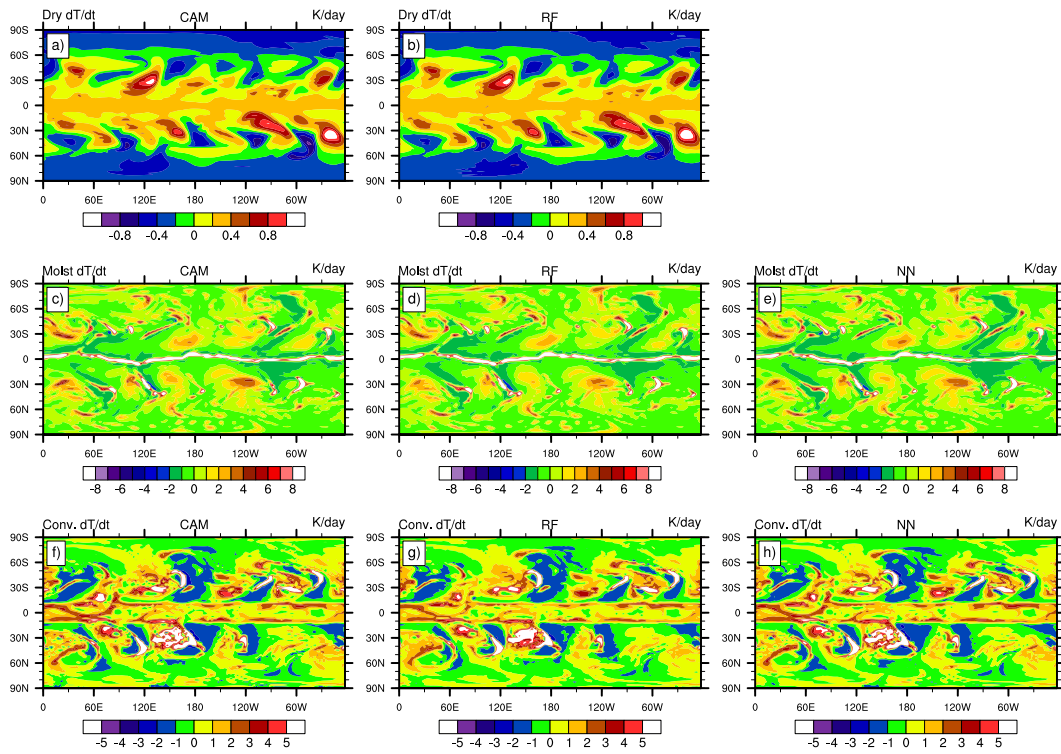 Dry dT/dt CAM K/day Dry dT/dt RF K/day
a) b)
90S 90S
60S 60S
30S 30S
0 0
30N 30N
60N 60N
90N 90N
0 60E 120E 180 120W 60W 0 60E 120E 180 120W 60W
-0.8 -0.4 0 0.4 0.8 -0.8 -0.4 0 0.4 0.8
Moist dT/dt CAM K/day Moist dT/dt RF K/day Moist dT/dt NN K/day
c) d) e)
90S 90S 90S
60S 60S 60S
30S 30S 30S
0 0 0
30N 30N 30N
60N 60N 60N
90N 90N 90N
0 60E 120E 180 120W 60W 0 60E 120E 180 120W 60W 0 60E 120E 180 120W 60W
-8 -6 -4 -2 0 2 4 6 8 -8 -6 -4 -2 0 2 4 6 8 -8 -6 -4 -2 0 2 4 6 8
Conv. dT/dt CAM K/day Conv. dT/dt RF K/day Conv. dT/dt NN K/day
f) g) h)
90S 90S 90S
60S 60S 60S
30S 30S 30S
0 0 0
30N 30N 30N
60N 60N 60N
90N 90N 90N
0 60E 120E 180 120W 60W 0 60E 120E 180 120W 60W 0 60E 120E 180 120W 60W
-5 -4 -3 -2 -1 0 1 2 3 4 5 -5 -4 -3 -2 -1 0 1 2 3 4 5 -5 -4 -3 -2 -1 0 1 2 3 4 5